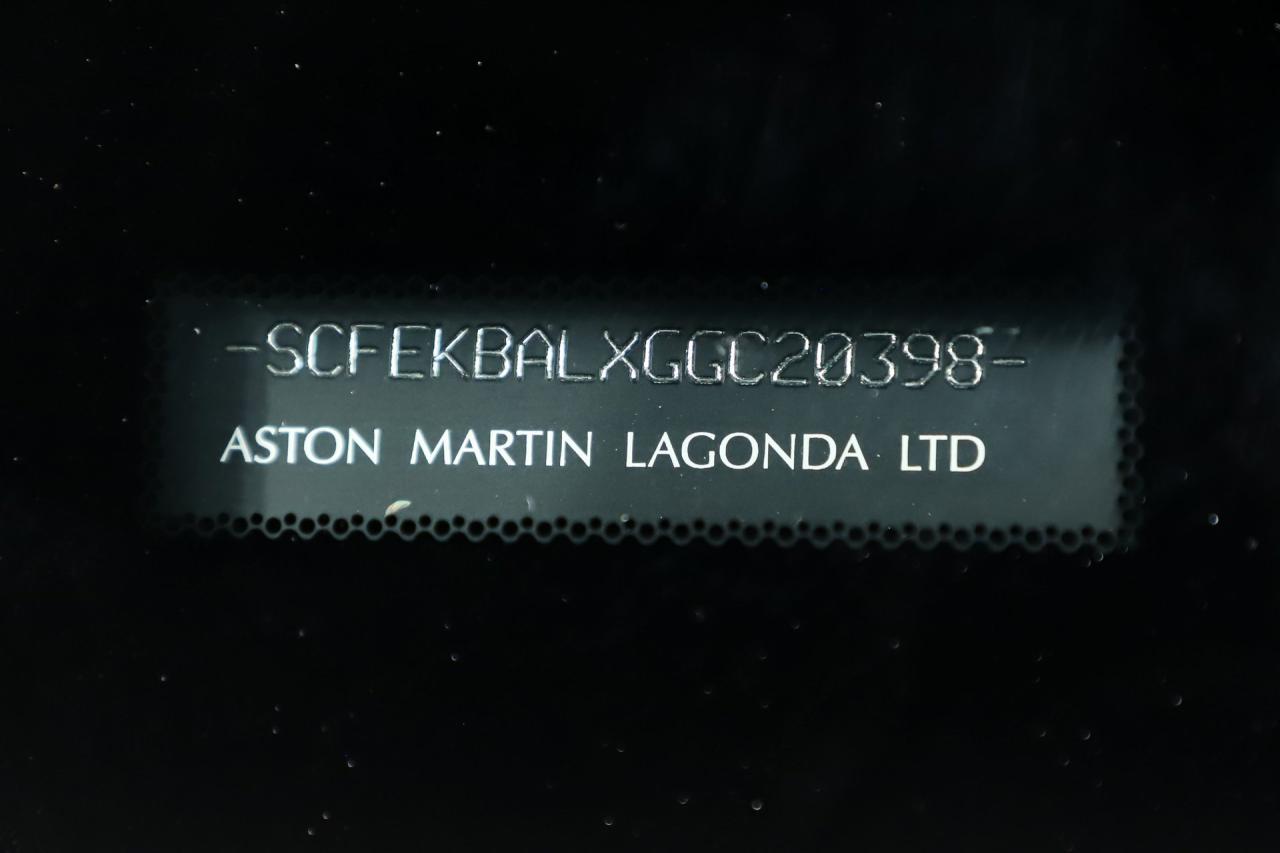 -SCFEKBALXGGC20398-
ASTON MARTIN LAGONDA LTD